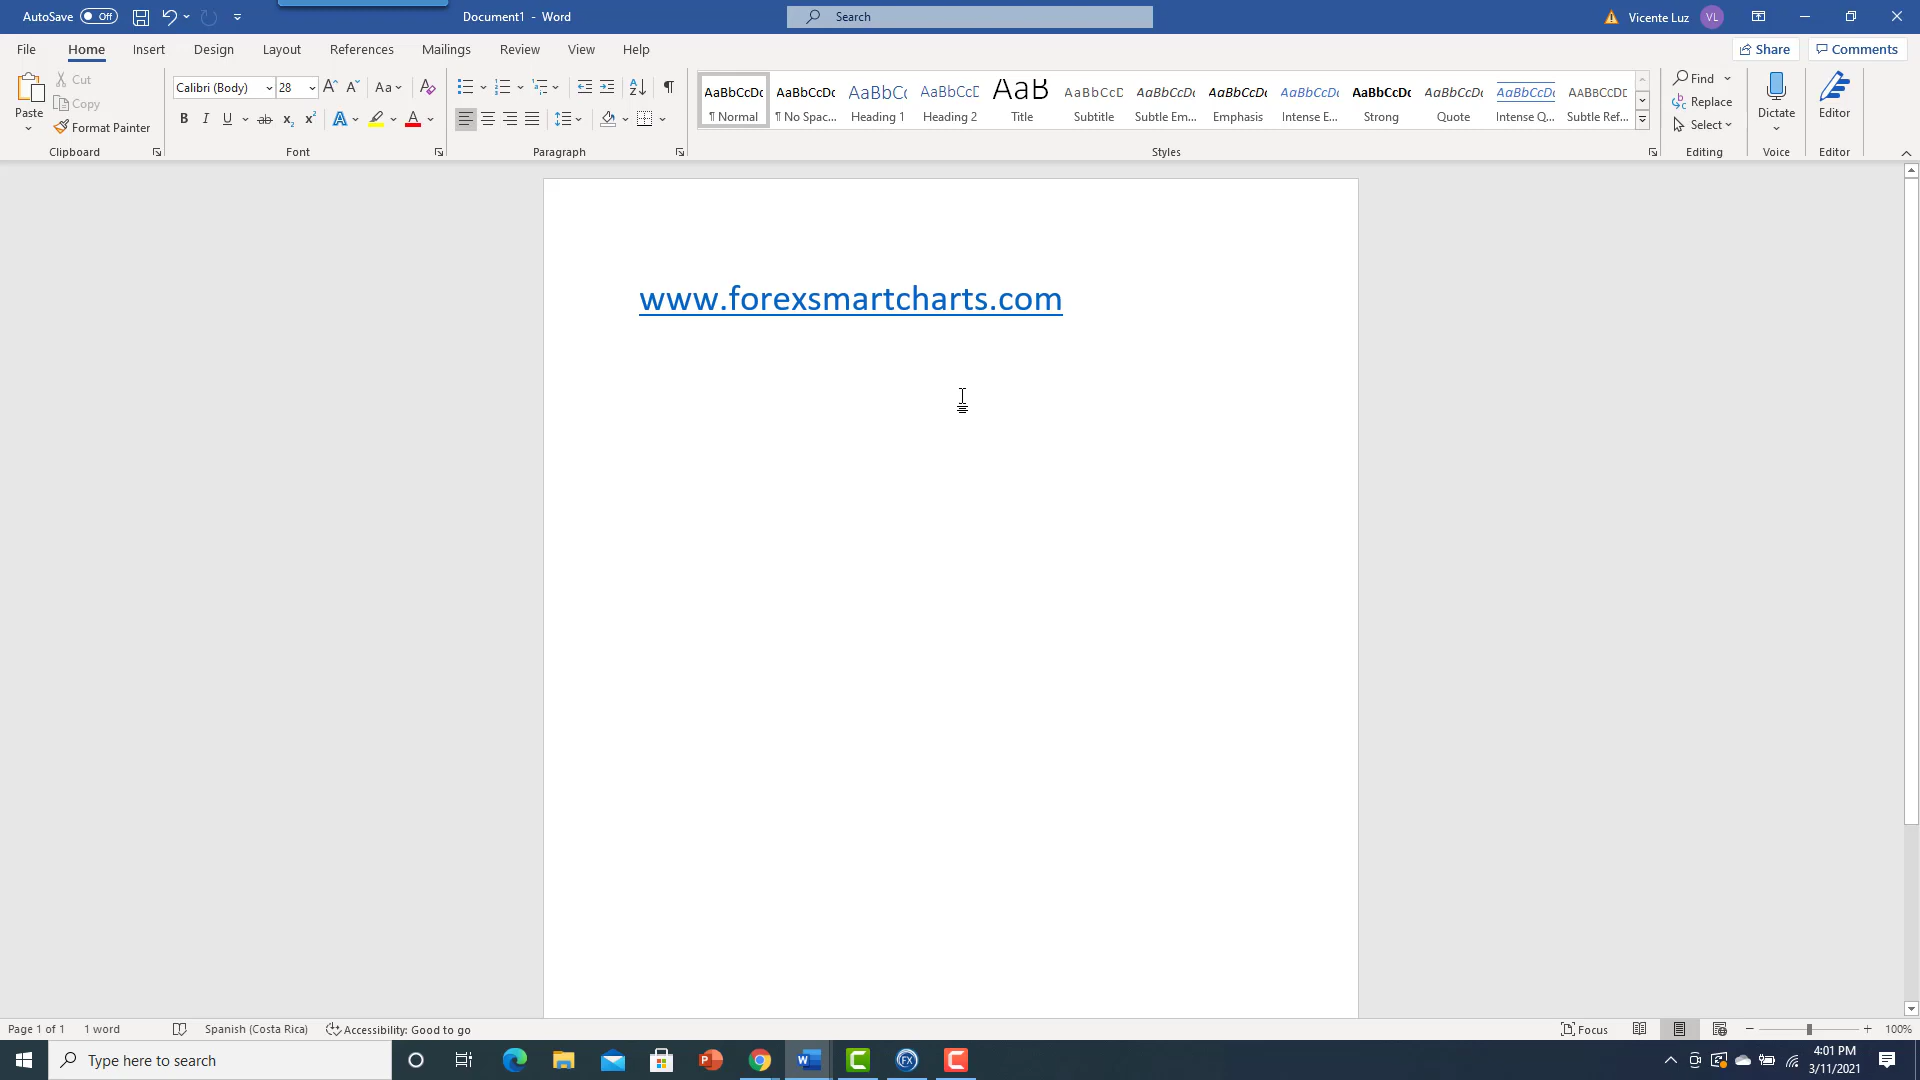 AutoSave Off Document1 - Word Search Vicente Luz VL
File Home Insert Design Layout References Mailings Review View Help Share Comments
Paste Cut Copy Format Painter Clipboard
Calibri (Body) 28 Font
Paragraph
AaBbCcDc AaBbCcDc AaBbCc AaBbCcD AaB AaBbCcD AaBbCcDc AaBbCcDc AaBbCcDc AaBbCcDc AaBbCcDc AaBbCcDc AABBCCDE
¶ Normal ¶ No Spac... Heading 1 Heading 2 Title Subtitle Subtle Em... Emphasis Intense E... Strong Quote Intense Q... Subtle Ref...
Styles
Find Replace Select Editing
Dictate Voice
Editor Editor
www.forexsmartcharts.com
Page 1 of 1 1 word Spanish (Costa Rica) Accessibility: Good to go Focus 100%
Type here to search 4:01 PM
3/11/2021